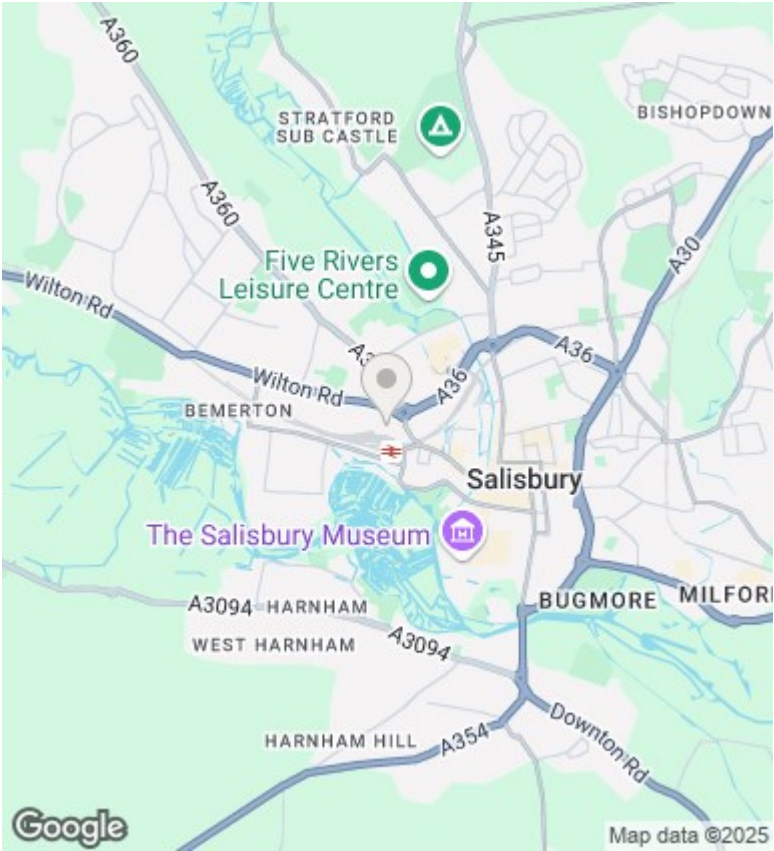 A360
STRATFORD
SUB CASTLE
BISHOPDOWN
A360
A345
A30
Five Rivers
Leisure Centre
Wilton Rd
A36
Wilton Rd
A36
BEMERTON
Salisbury
The Salisbury Museum
A3094
HARNHAM
BUGMORE
WEST HARNHAM
A3094
Downton Rd
HARNHAM HILL
A354
Google
Map data ©2025